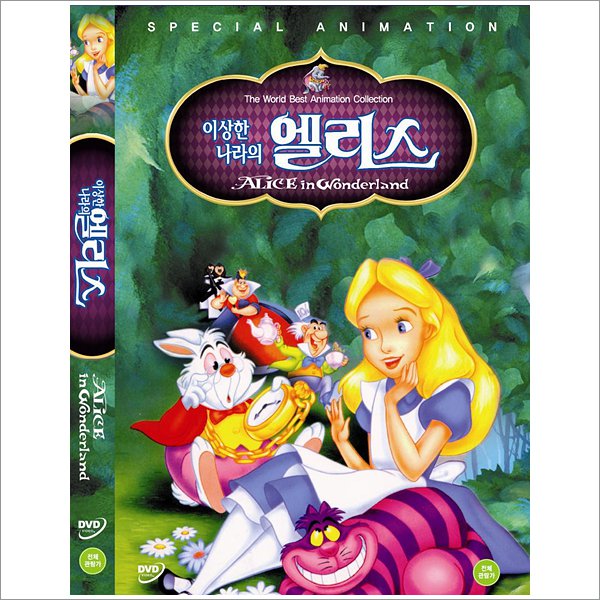 SPECIAL ANIMATION
The World Best Animation Collection
이상한
나라의
엘리스
ALICE in Wonderland
DVD
VIDEO
전체
관람가
이상한
나라의
엘리스
ALICE
in Wonderland
DVD
VIDEO
전체
관람가